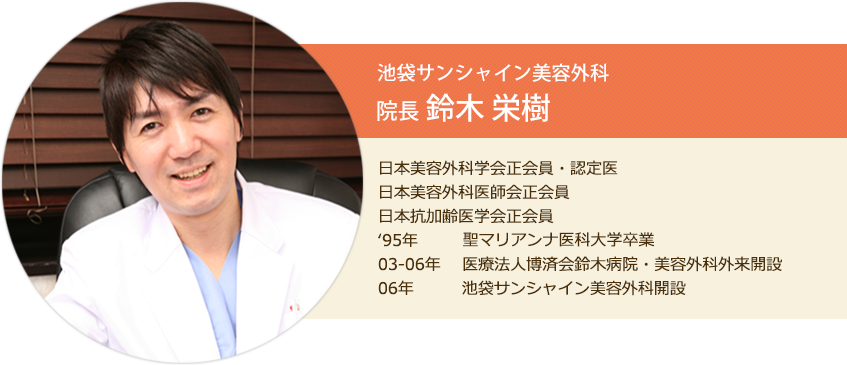 池袋サンシャイン美容外科
院長 鈴木 栄樹
日本美容外科学会正会員・認定医
日本美容外科医師会正会員
日本抗加齢医学会正会員
‘95年 聖マリアンナ医科大学卒業
03-06年 医療法人博済会鈴木病院・美容外科外来開設
06年 池袋サンシャイン美容外科開設